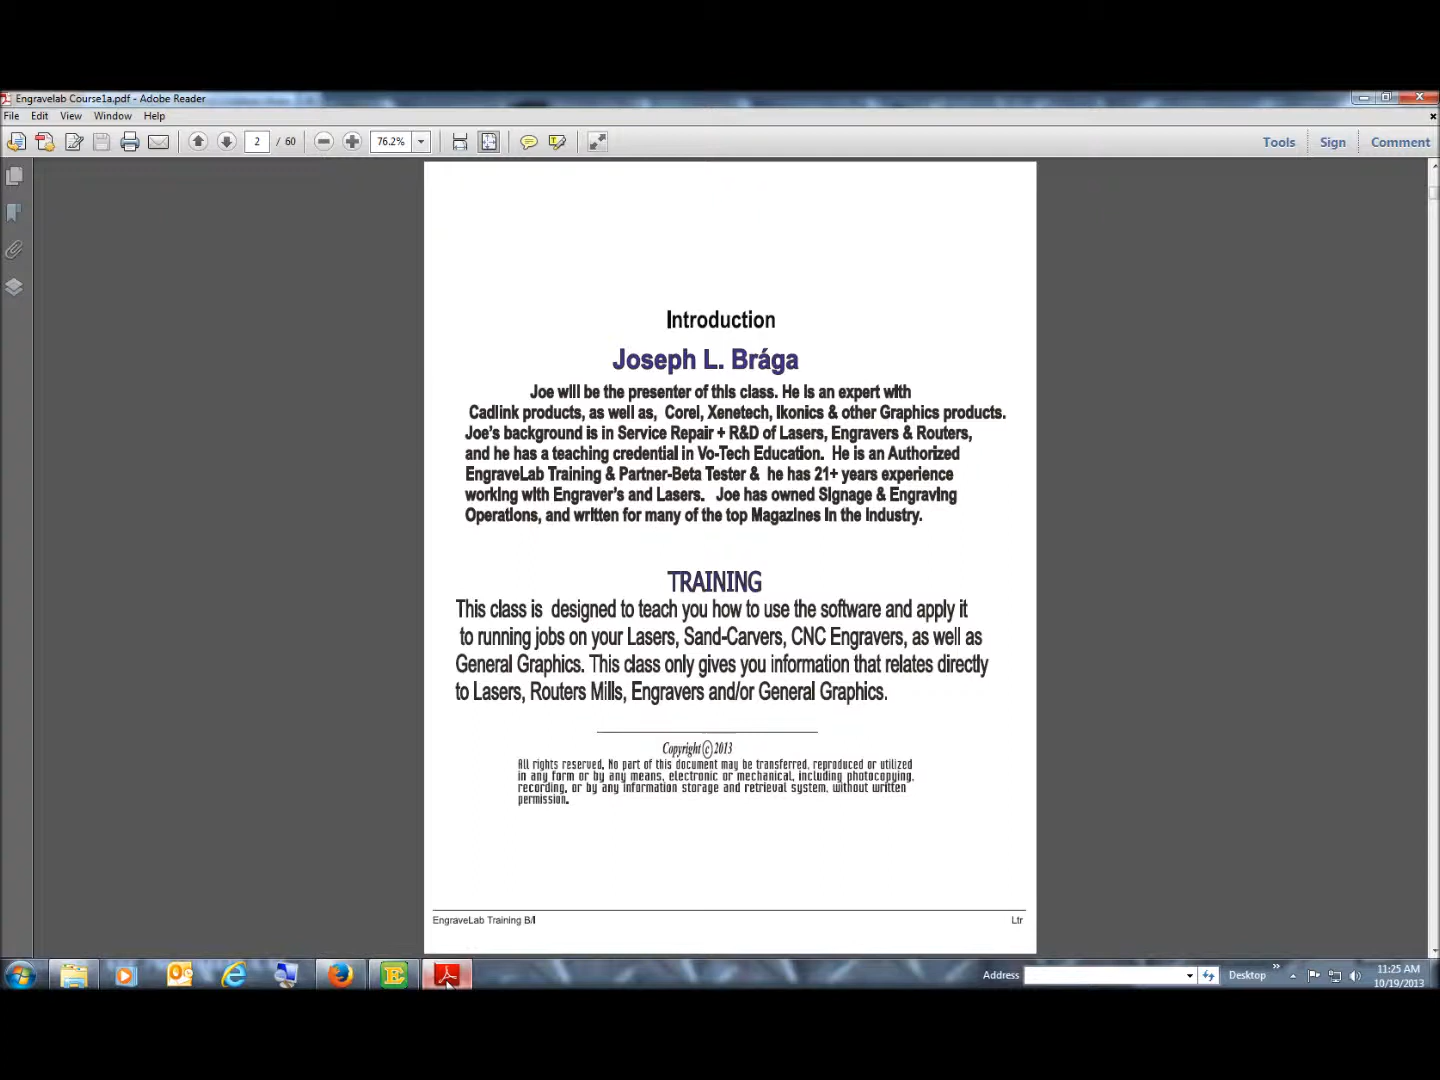 Engravelab Course1a.pdf - Adobe Reader
File Edit View Window Help
2 / 60 76.2% Tools Sign Comment
Introduction
Joseph L. Brága
Joe will be the presenter of this class. He is an expert with
Cadlink products, as well as, Corel, Xenetech, Ikonics & other Graphics products.
Joe's background is in Service Repair + R&D of Lasers, Engravers & Routers,
and he has a teaching credential in Vo-Tech Education. He is an Authorized
EngraveLab Training & Partner-Beta Tester & he has 21+ years experience
working with Engraver's and Lasers. Joe has owned Signage & Engraving
Operations, and written for many of the top Magazines in the Industry.
TRAINING
This class is designed to teach you how to use the software and apply it
to running jobs on your Lasers, Sand-Carvers, CNC Engravers, as well as
General Graphics. This class only gives you information that relates directly
to Lasers, Routers Mills, Engravers and/or General Graphics.
Copyright (c) 2013
All rights reserved. No part of this document may be transferred, reproduced or utilized
in any form or by any means, electronic or mechanical, including photocopying,
recording, or by any information storage and retrieval system, without written
permission.
EngraveLab Training B/I Ltr
Address Desktop 11:25 AM
10/19/2013